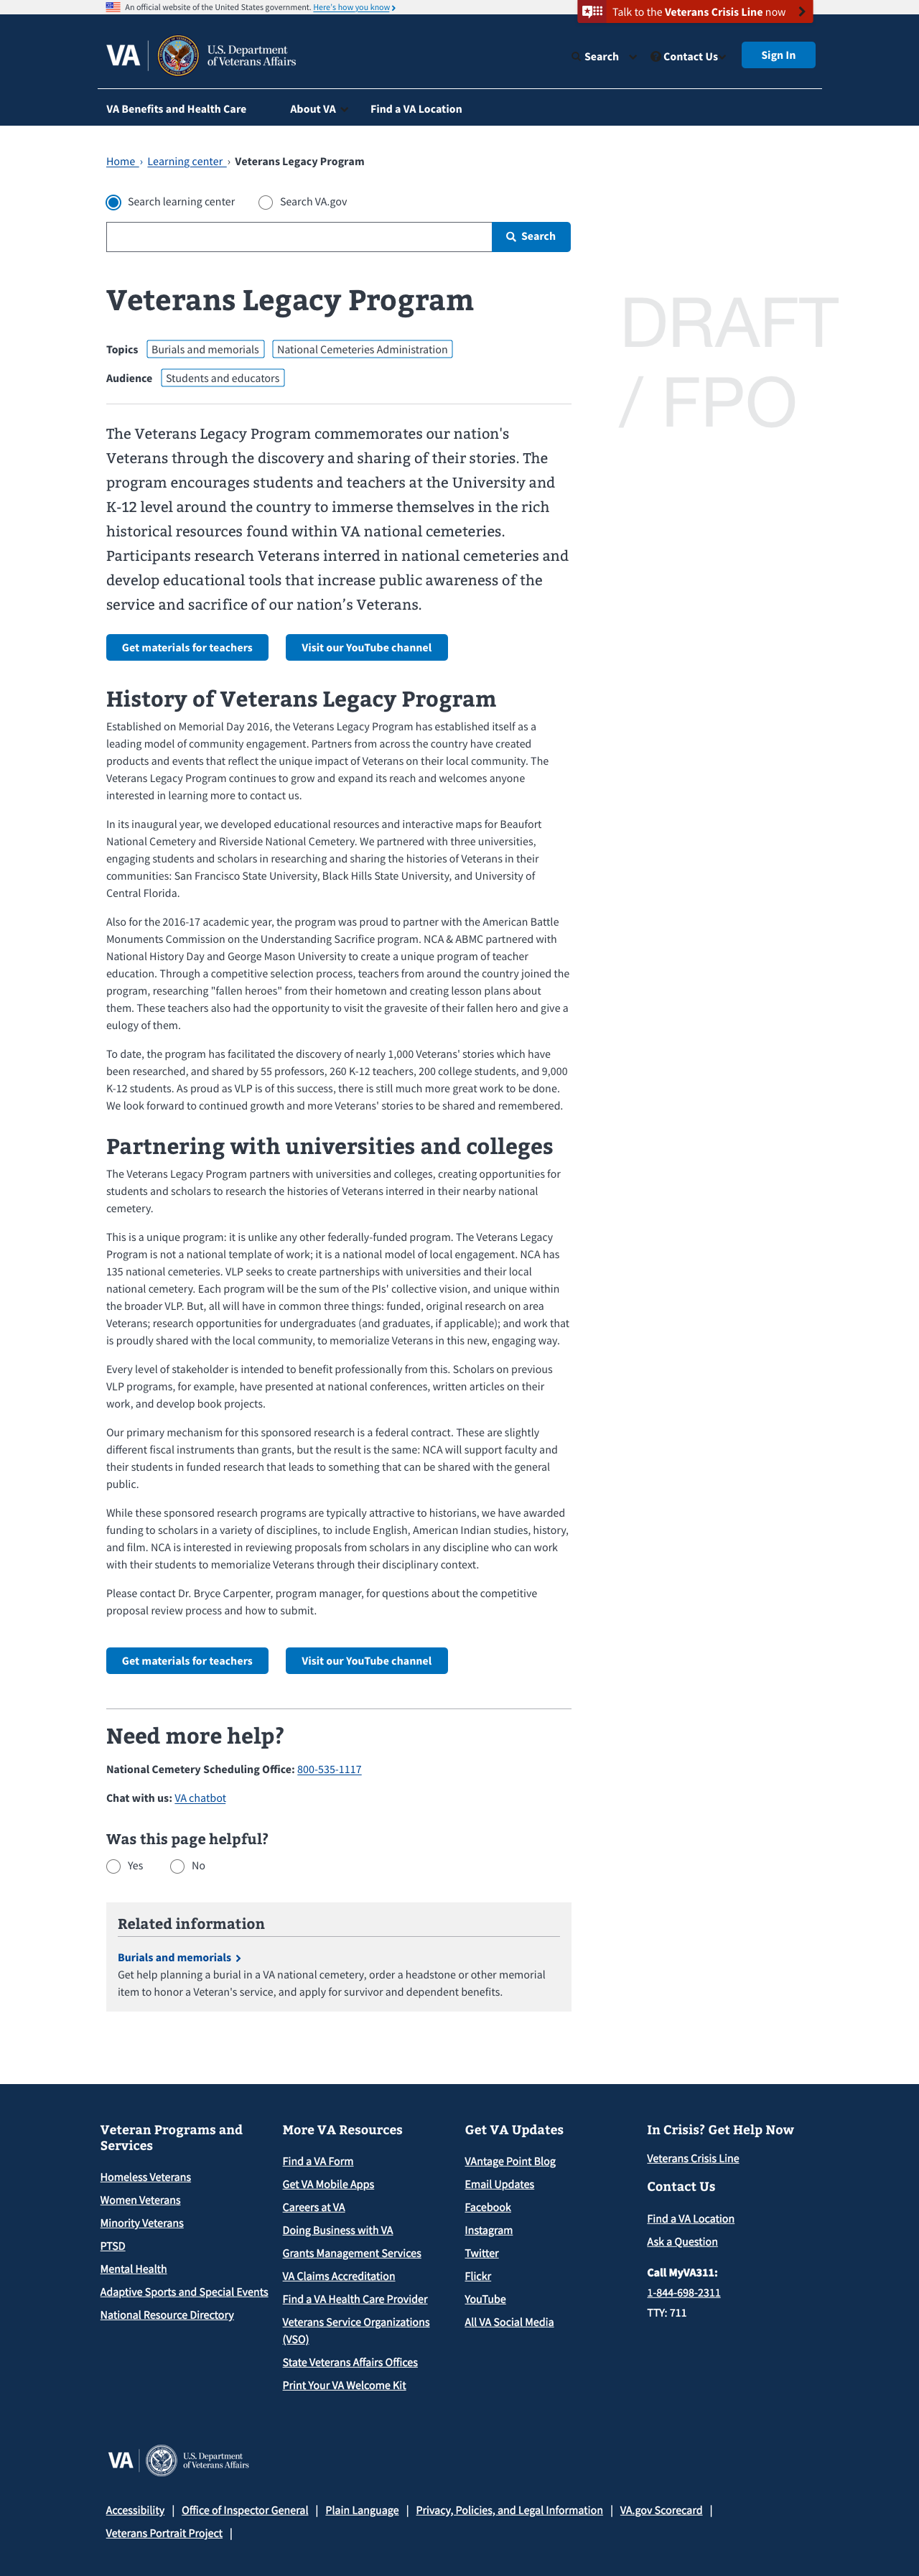 An official website of the United States government. Here's how you know
Talk to the Veterans Crisis Line now
VA
U.S. Department
of Veterans Affairs
Search
Contact Us
Sign In
VA Benefits and Health Care
About VA
Find a VA Location
Home › Learning center › Veterans Legacy Program
Search learning center
Search VA.gov
Search
Veterans Legacy Program
DRAFT
/ FPO
Topics Burials and memorials National Cemeteries Administration
Audience Students and educators
The Veterans Legacy Program commemorates our nation's
Veterans through the discovery and sharing of their stories. The
program encourages students and teachers at the University and
K-12 level around the country to immerse themselves in the rich
historical resources found within VA national cemeteries.
Participants research Veterans interred in national cemeteries and
develop educational tools that increase public awareness of the
service and sacrifice of our nation’s Veterans.
Get materials for teachers
Visit our YouTube channel
History of Veterans Legacy Program
Established on Memorial Day 2016, the Veterans Legacy Program has established itself as a
leading model of community engagement. Partners from across the country have created
products and events that reflect the unique impact of Veterans on their local community. The
Veterans Legacy Program continues to grow and expand its reach and welcomes anyone
interested in learning more to contact us.
In its inaugural year, we developed educational resources and interactive maps for Beaufort
National Cemetery and Riverside National Cemetery. We partnered with three universities,
engaging students and scholars in researching and sharing the histories of Veterans in their
communities: San Francisco State University, Black Hills State University, and University of
Central Florida.
Also for the 2016-17 academic year, the program was proud to partner with the American Battle
Monuments Commission on the Understanding Sacrifice program. NCA & ABMC partnered with
National History Day and George Mason University to create a unique program of teacher
education. Through a competitive selection process, teachers from around the country joined the
program, researching "fallen heroes" from their hometown and creating lesson plans about
them. These teachers also had the opportunity to visit the gravesite of their fallen hero and give a
eulogy of them.
To date, the program has facilitated the discovery of nearly 1,000 Veterans' stories which have
been researched, and shared by 55 professors, 260 K-12 teachers, 200 college students, and 9,000
K-12 students. As proud as VLP is of this success, there is still much more great work to be done.
We look forward to continued growth and more Veterans' stories to be shared and remembered.
Partnering with universities and colleges
The Veterans Legacy Program partners with universities and colleges, creating opportunities for
students and scholars to research the histories of Veterans interred in their nearby national
cemetery.
This is a unique program: it is unlike any other federally-funded program. The Veterans Legacy
Program is not a national template of work; it is a national model of local engagement. NCA has
135 national cemeteries. VLP seeks to create partnerships with universities and their local
national cemetery. Each program will be the sum of the PIs' collective vision, and unique within
the broader VLP. But, all will have in common three things: funded, original research on area
Veterans; research opportunities for undergraduates (and graduates, if applicable); and work that
is proudly shared with the local community, to memorialize Veterans in this new, engaging way.
Every level of stakeholder is intended to benefit professionally from this. Scholars on previous
VLP programs, for example, have presented at national conferences, written articles on their
work, and develop book projects.
Our primary mechanism for this sponsored research is a federal contract. These are slightly
different fiscal instruments than grants, but the result is the same: NCA will support faculty and
their students in funded research that leads to something that can be shared with the general
public.
While these sponsored research programs are typically attractive to historians, we have awarded
funding to scholars in a variety of disciplines, to include English, American Indian studies, history,
and film. NCA is interested in reviewing proposals from scholars in any discipline who can work
with their students to memorialize Veterans through their disciplinary context.
Please contact Dr. Bryce Carpenter, program manager, for questions about the competitive
proposal review process and how to submit.
Get materials for teachers
Visit our YouTube channel
Need more help?
National Cemetery Scheduling Office: 800-535-1117
Chat with us: VA chatbot
Was this page helpful?
Yes
No
Related information
Burials and memorials
Get help planning a burial in a VA national cemetery, order a headstone or other memorial
item to honor a Veteran's service, and apply for survivor and dependent benefits.
Veteran Programs and
Services
Homeless Veterans
Women Veterans
Minority Veterans
PTSD
Mental Health
Adaptive Sports and Special Events
National Resource Directory
More VA Resources
Find a VA Form
Get VA Mobile Apps
Careers at VA
Doing Business with VA
Grants Management Services
VA Claims Accreditation
Find a VA Health Care Provider
Veterans Service Organizations
(VSO)
State Veterans Affairs Offices
Print Your VA Welcome Kit
Get VA Updates
VAntage Point Blog
Email Updates
Facebook
Instagram
Twitter
Flickr
YouTube
All VA Social Media
In Crisis? Get Help Now
Veterans Crisis Line
Contact Us
Find a VA Location
Ask a Question
Call MyVA311:
1-844-698-2311
TTY: 711
VA
U.S. Department
of Veterans Affairs
Accessibility | Office of Inspector General | Plain Language | Privacy, Policies, and Legal Information | VA.gov Scorecard |
Veterans Portrait Project |